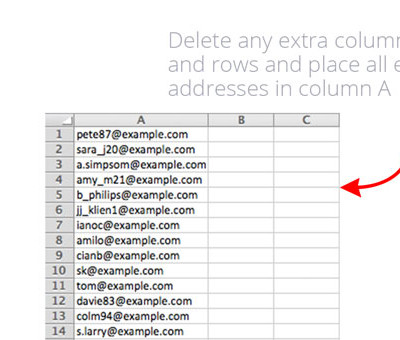 Delete any extra column
and rows and place all e
addresses in column A
A B C
1 pete87@example.com
2 sara_j20@example.com
3 a.simpsom@example.com
4 amy_m21@example.com
5 b_philips@example.com
6 jj_klien1@example.com
7 ianoc@example.com
8 amilo@example.com
9 cianb@example.com
10 sk@example.com
11 tom@example.com
12 davie83@example.com
13 colm94@example.com
14 s.larry@example.com